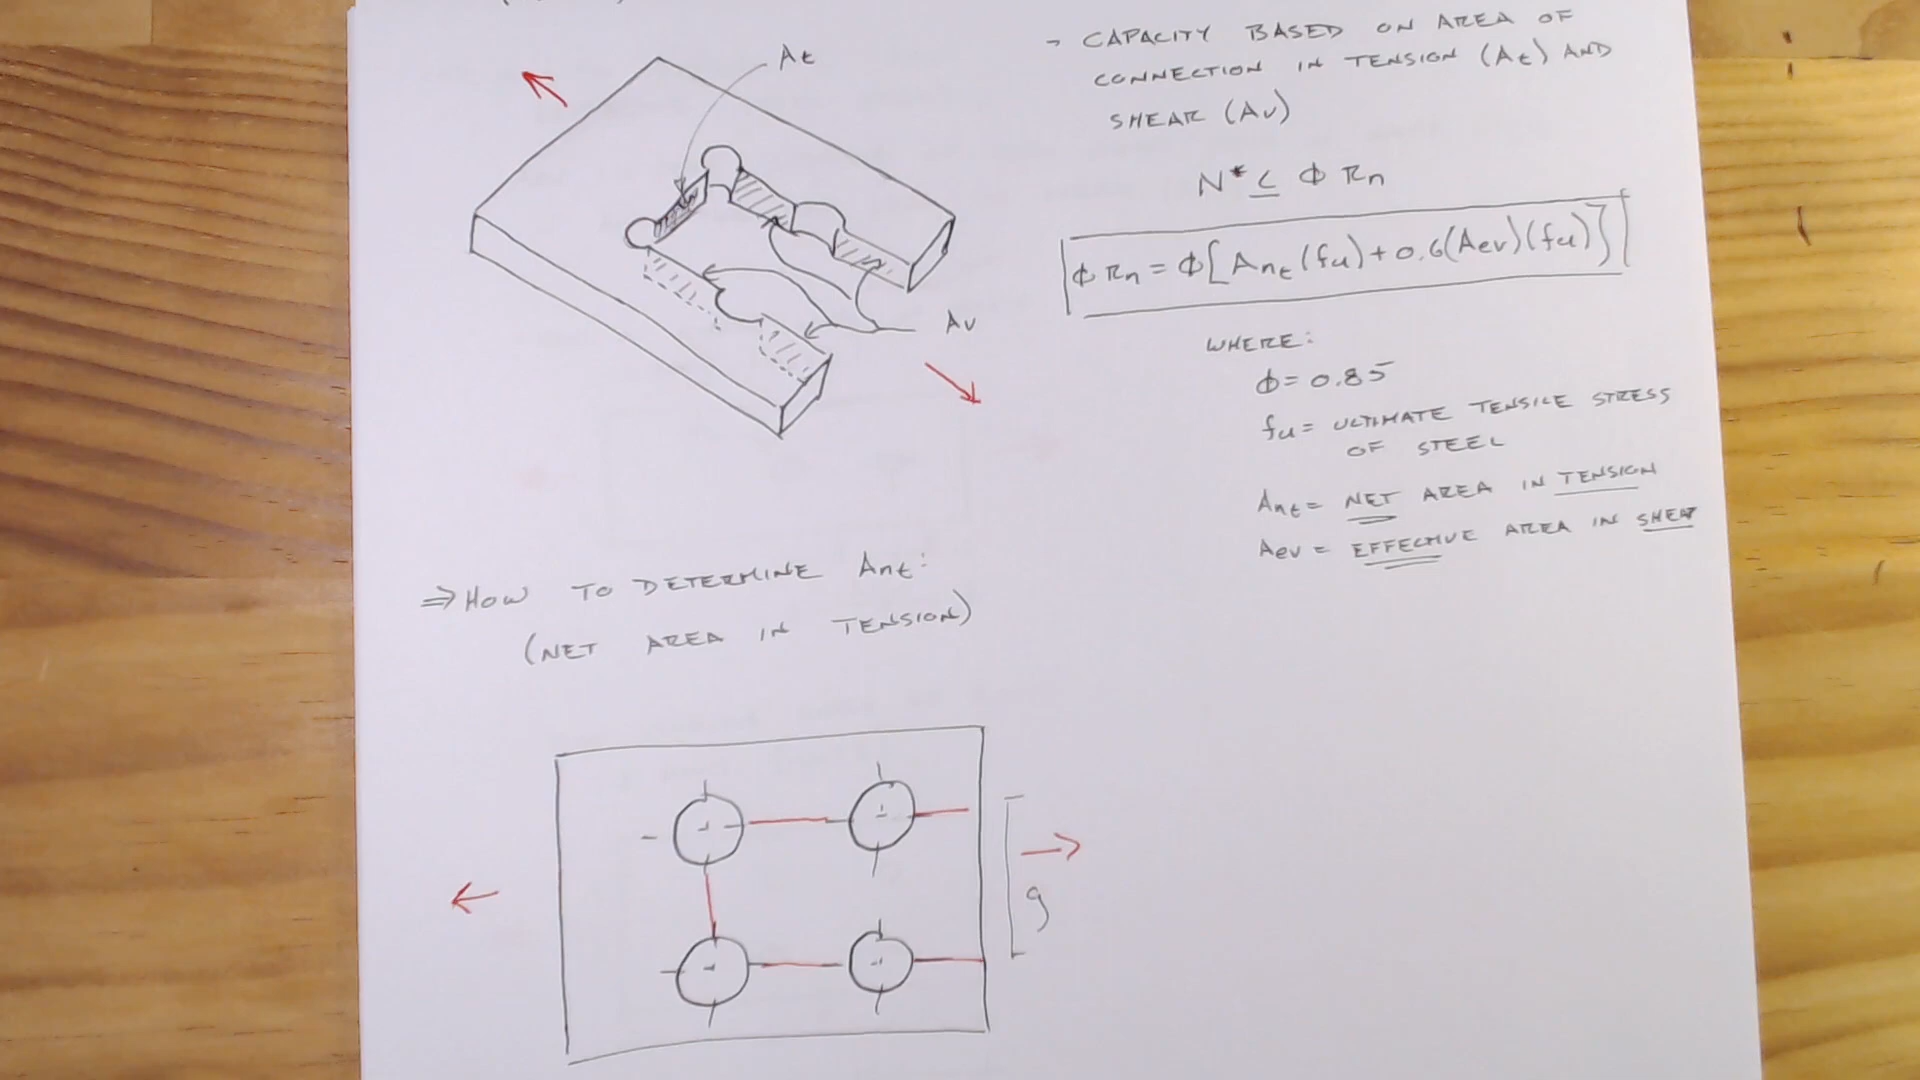 At
- CAPACITY BASED ON AREA OF
CONNECTION IN TENSION (At) AND
SHEAR (Av)
N* ≤ ϕ Rn
ϕ Rn = ϕ[Ant (fu) + 0.6(Aev)(fu)]
Av
WHERE:
ϕ = 0.85
fu = ULTIMATE TENSILE STRESS
OF STEEL
Ant = NET AREA IN TENSION
Aev = EFFECTIVE AREA IN SHEAR
⇒ HOW TO DETERMINE Ant:
(NET AREA IN TENSION)
g